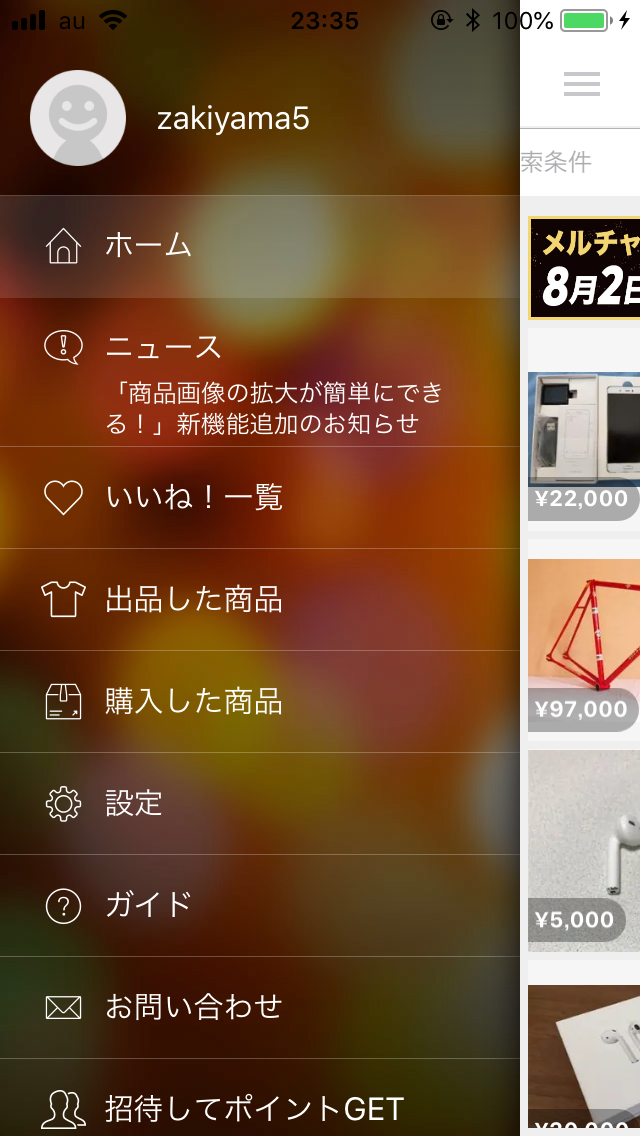 au 23:35 100%
zakiyama5
索条件
ホーム
メルチャ
8月2日
ニュース
「商品画像の拡大が簡単にでき
る！」新機能追加のお知らせ
いいね！一覧
¥22,000
出品した商品
購入した商品
¥97,000
設定
ガイド
¥5,000
お問い合わせ
招待してポイントGET